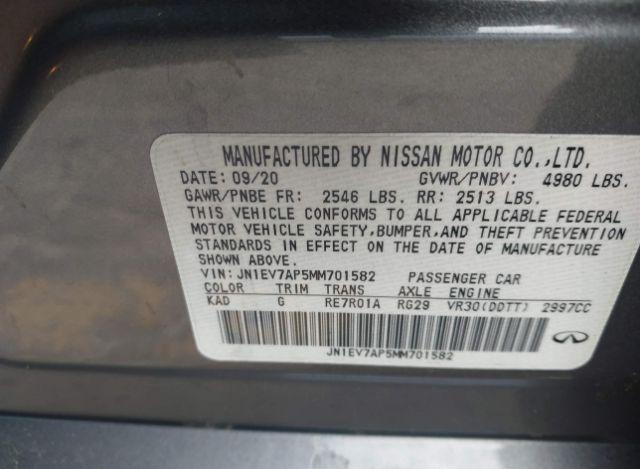 MANUFACTURED BY NISSAN MOTOR CO.,LTD.
DATE: 09/20 GVWR/PNBV: 4980 LBS.
GAWR/PNBE FR: 2546 LBS. RR: 2513 LBS.
THIS VEHICLE CONFORMS TO ALL APPLICABLE FEDERAL
MOTOR VEHICLE SAFETY,BUMPER,AND THEFT PREVENTION
STANDARDS IN EFFECT ON THE DATE OF MANUFACTURE
SHOWN ABOVE.
VIN: JN1EV7AP5MM701582 PASSENGER CAR
COLOR TRIM TRANS AXLE ENGINE
KAD G RE7R01A RG29 VR30(DDTT) 2997CC
JN1EV7AP5MM701582